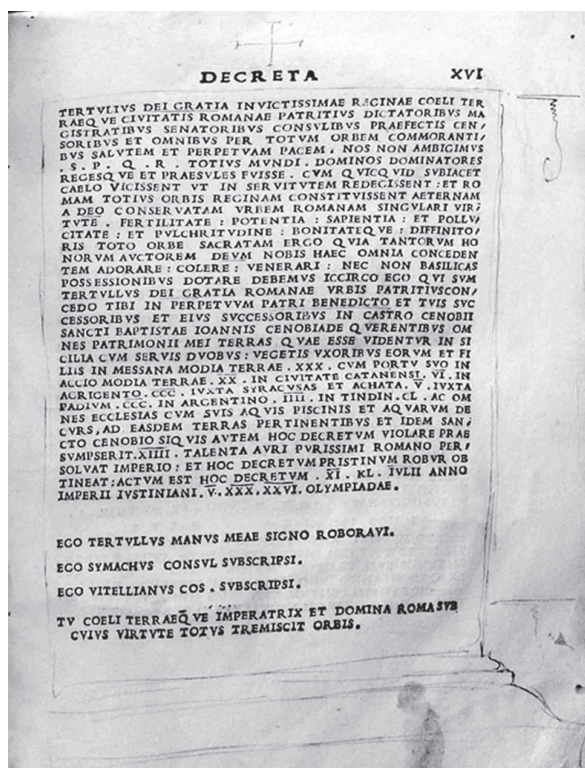 DECRETA XVI
TERTVLIVS DEI GRATIA INVICTISSIMAE REGINAE COELI TER
RAEQ VE CIVITATIS ROMANAE PATRITIVS DICTATORIBVS MA
GISTRATIBVS SENATORIBVS CONSVLIBVS PRAEFECTIS CEN/
SORIBVS ET OMNIBVS PER TOTVM ORBEM COMMORANTI/
BVS SALVTEM ET PERPETVAM PACEM. NOS NON AMBIGIMVS
. S . P . Q . R . TOTIVS MVNDI . DOMINOS DOMINATORES
REGESQ VE ET PRAESVLES FVISSE . CVM QVICQVID SVBIACET
CAELO VICISSENT VT IN SERVITVTEM REDEGISSENT : ET RO
MAM TOTIVS ORBIS REGINAM CONSTITVISSENT AETERNAM
A DEO CONSERVATAM VRBEM ROMANAM SINGVLARI VIR/
TVTE . FERTILITATE : POTENTIA : SAPIENTIA : ET POLLV/
CITATE : ET PVLCHRITVDINE : BONITATEQVE : DIFFINITO/
RIS TOTO ORBE SACRATAM ERGO QVIA TANTORVM HO
NORVM AVCTOREM DEVM NOBIS HAEC OMNIA CONCEDEN
TEM ADORARE : COLERE : VENERARI : NEC NON BASILICAS
POSSESSIONIBVS DOTARE DEBEMVS ICCIRCO EGO QVI SVM
TERTVLLVS DEI GRATIA ROMANAE VRBIS PATRITIVSCON/
CEDO TIBI IN PERPETVVM PATRI BENEDICTO ET TVIS SVC
CESSORIBVS ET EIVS SVCCESSORIBVS IN CASTRO CENOBII
SANCTI BAPTISTAE IOANNIS CENOBIADE QVERENTIBVS OM
NES PATRIMONII MEI TERRAS QVAE ESSE VIDENTVR IN SI
CILIA CVM SERVIS DVOBVS : VEGETIS VXORIBVS EORVM ET FI
LIIS IN MESSANA MODIA TERRAE . XXX . CVM PORTV SVO IN
ACCIO MODIA TERRAE . XX . IN CIVITATE CATANENSI . VI . IN
AGRIGENTO . CCC . IVXTA SYRACVSAS ET ACHATA . V . IVXTA
PADIVM . CCC . IN ARGENTINO . IIII . IN TINDIN . CL . AC OM
NES ECCLESIAS CVM SVIS AQVIS PISCINIS ET AQVARVM DE
CVRS, AD EASDEM TERRAS PERTINENTIBVS ET IDEM SAN/
CTO CENOBIO SIQVIS AVTEM HOC DECRETVM VIOLARE PRAE
SVMPSERIT.XIIII . TALENTA AVRI PVRISSIMI ROMANO PER/
SOLVAT IMPERIO : ET HOC DECRETVM PRISTINVM ROBVR OB
TINEAT:ACTVM EST HOC DECRETVM . XI . KL . IVLII ANNO
IMPERII IVSTINIANI . V . XXX . XXVI . OLYMPIADAE .
EGO TERTVLLVS MANVS MEAE SIGNO ROBORAVI.
EGO SYMACHVS CONSVL SVBSCRIPSI.
EGO VITELLIANVS COS . SVBSCRIPSI.
TV COELI TERRAEQ̄ VE IMPERATRIX ET DOMINA ROMA SVB
CVIVS VIRTVTE TOTVS TREMISCIT ORBIS.